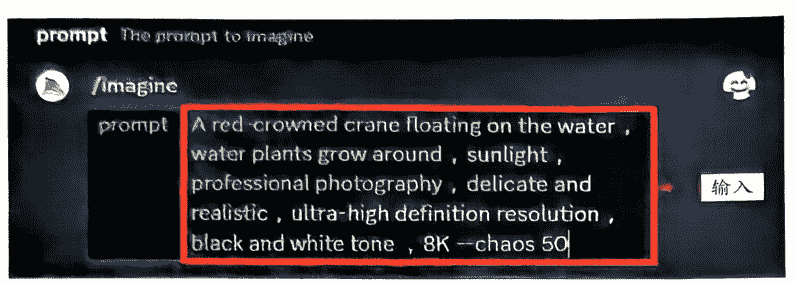 prompt The prompt to imagine
/imagine
prompt A red-crowned crane floating on the water ,
water plants grow around , sunlight ,
professional photography , delicate and
realistic , ultra-high definition resolution ,
black and white tone , 8K --chaos 50
输入